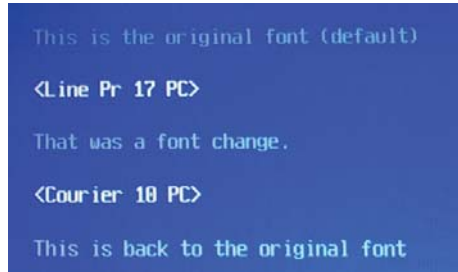 This is the original font (default)
<Line Pr 17 PC>
That was a font change.
<Courier 10 PC>
This is back to the original font